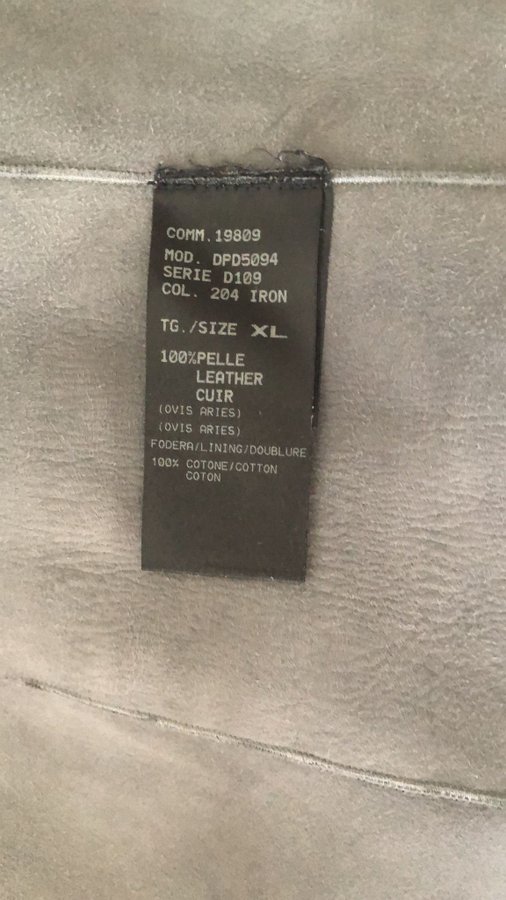 COMM. 19809
MOD. DPD5094
SERIE D109
COL. 204 IRON
TG./SIZE XL
100%PELLE
LEATHER
CUIR
(OVIS ARIES)
(OVIS ARIES)
FODERA/LINING/DOUBLURE
100% COTONE/COTTON
COTON